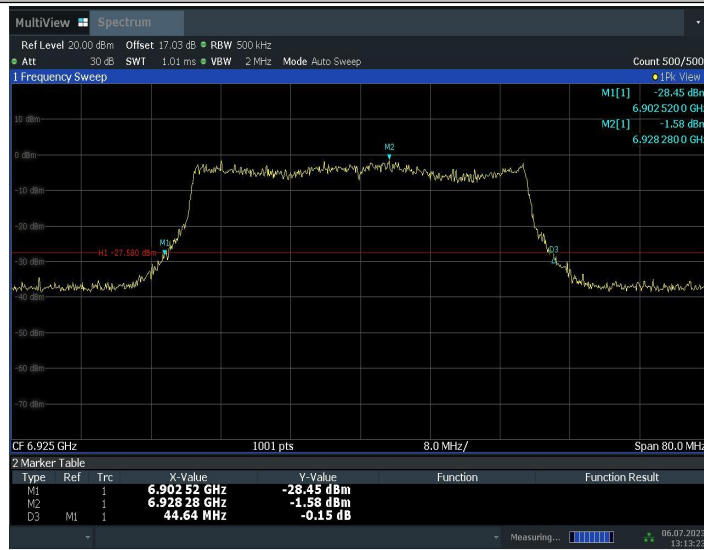 MultiView Spectrum
Ref Level 20.00 dBm Offset 17.03 dB RBW 500 kHz
Att 30 dB SWT 1.01 ms VBW 2 MHz Mode Auto Sweep Count 500/500
1 Frequency Sweep 1Pk View
M1[1] -28.45 dBm
6.902 520 0 GHz
10 dBm
M2[1] -1.58 dBm
6.928 280 0 GHz
M2
0 dBm
-10 dBm
-20 dBm
M1
D3
H1 -27.580 dBm
-30 dBm
-40 dBm
-50 dBm
-60 dBm
-70 dBm
CF 6.925 GHz 1001 pts 8.0 MHz/ Span 80.0 MHz
2 Marker Table
Type Ref Trc X-Value Y-Value Function Function Result
M1 1 6.902 52 GHz -28.45 dBm
M2 1 6.928 28 GHz -1.58 dBm
D3 M1 1 44.64 MHz -0.15 dB
Measuring... 06.07.2023
13:13:23